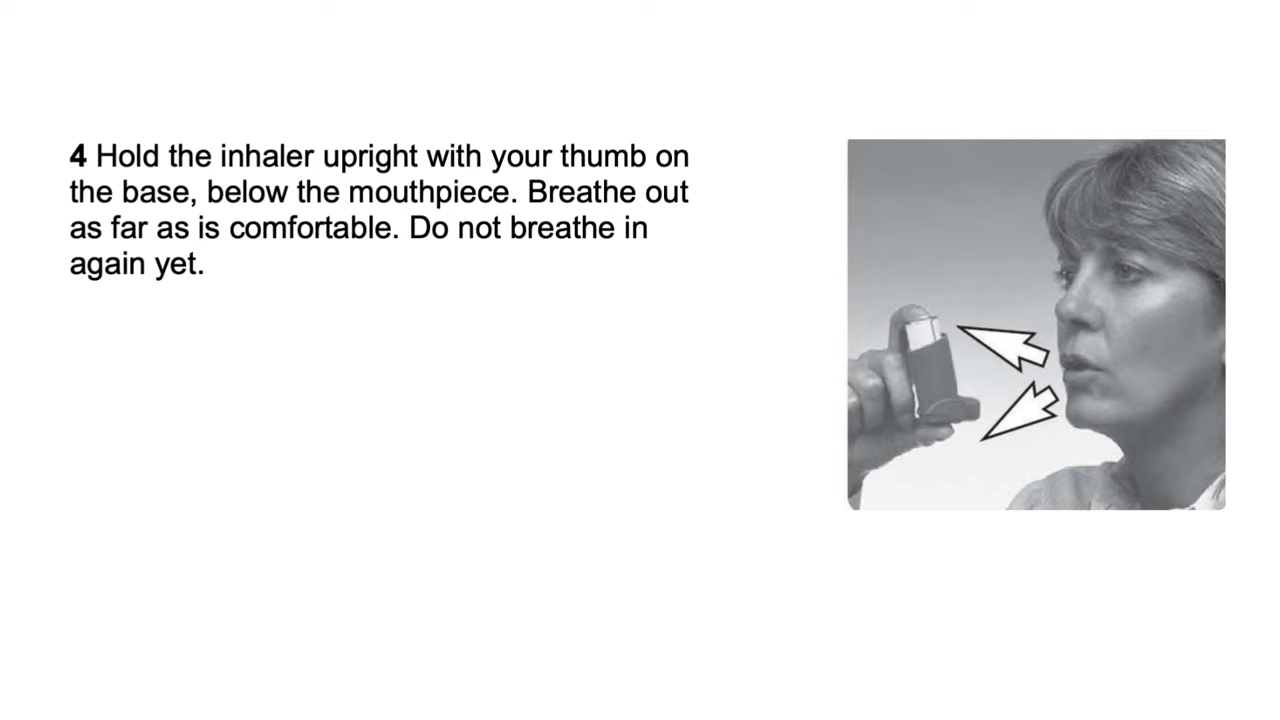 4 Hold the inhaler upright with your thumb on
the base, below the mouthpiece. Breathe out
as far as is comfortable. Do not breathe in
again yet.